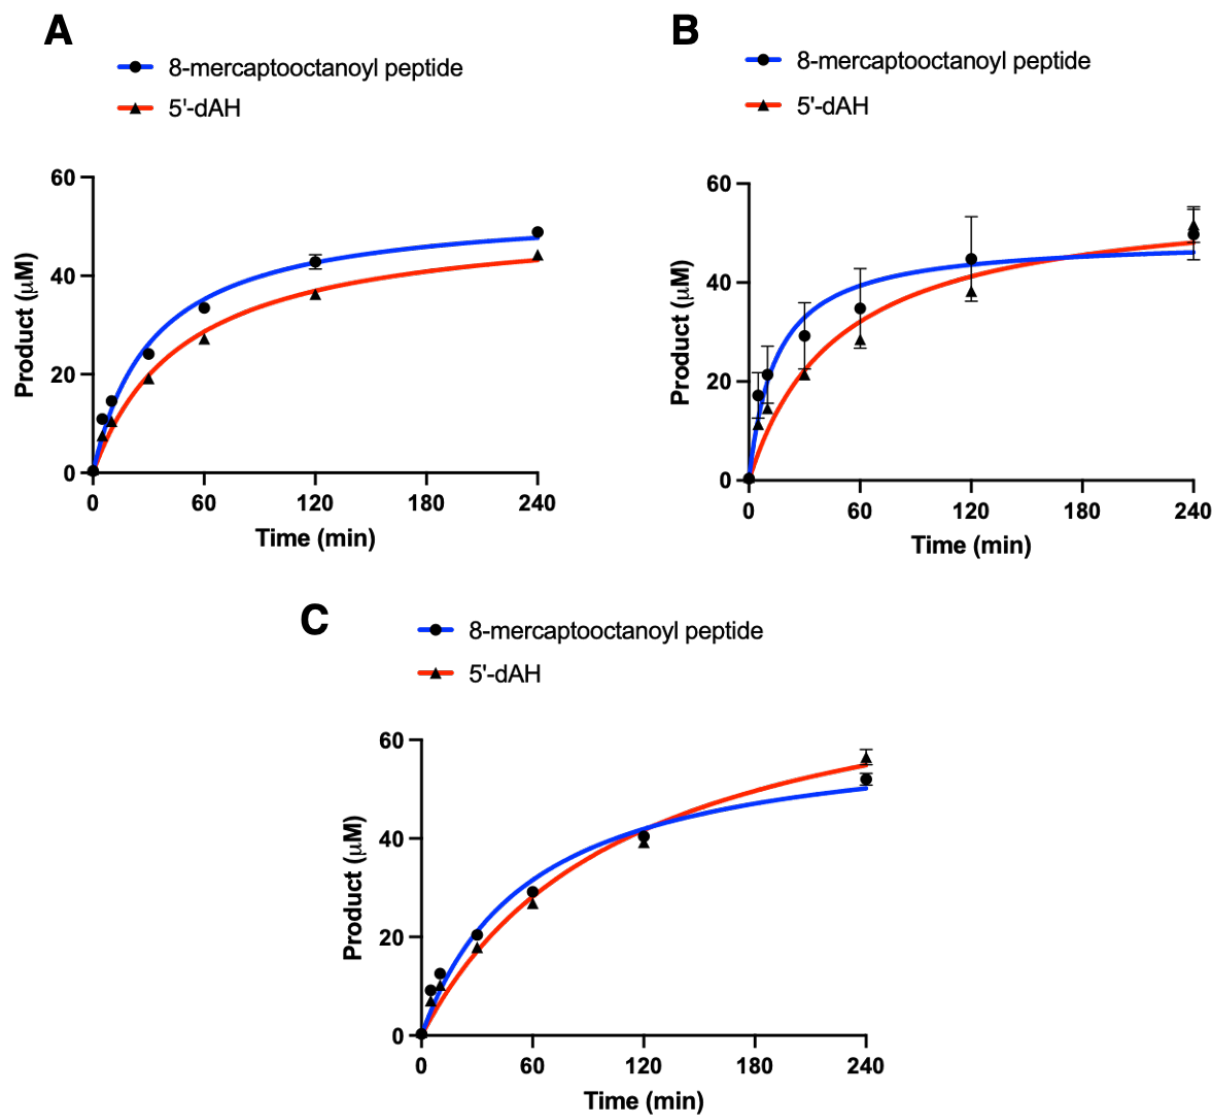 A
8-mercaptooctanoyl peptide
5'-dAH
60
40
20
0
Product (μM)
0 60 120 180 240
Time (min)
B
8-mercaptooctanoyl peptide
5'-dAH
60
40
20
0
Product (μM)
0 60 120 180 240
Time (min)
C
8-mercaptooctanoyl peptide
5'-dAH
60
40
20
0
Product (μM)
0 60 120 180 240
Time (min)